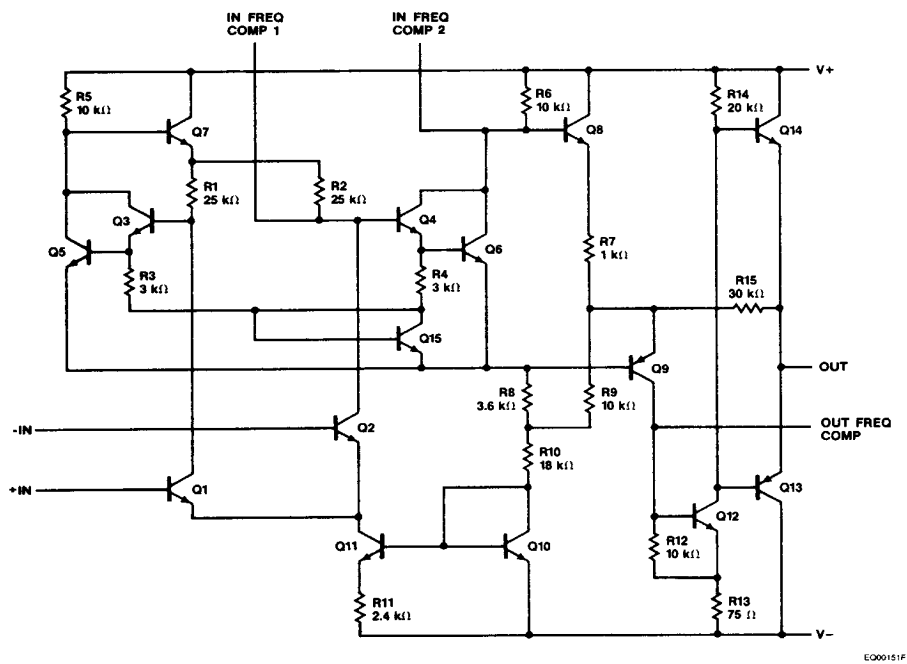 IN FREQ
COMP 1
IN FREQ
COMP 2
V+
R5
10 kΩ
Q7
R6
10 kΩ
Q8
R14
20 kΩ
Q14
R1
25 kΩ
R2
25 kΩ
Q3
Q4
Q5
Q6
R3
3 kΩ
R4
3 kΩ
R7
1 kΩ
R15
30 kΩ
Q15
Q9
OUT
R8
3.6 kΩ
R9
10 kΩ
-IN
Q2
OUT FREQ
COMP
R10
18 kΩ
+IN
Q1
Q13
Q12
Q11
Q10
R12
10 kΩ
R11
2.4 kΩ
R13
75 Ω
V-
EQ00151F